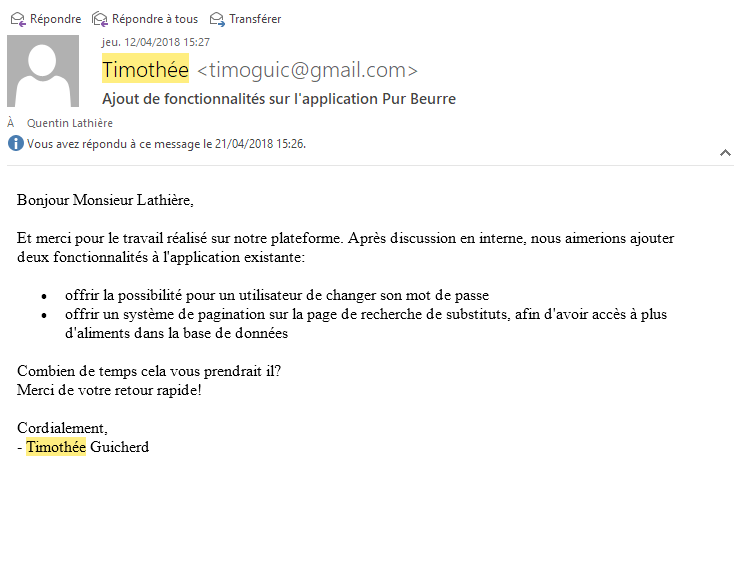 Répondre Répondre à tous Transférer
jeu. 12/04/2018 15:27
Timothée <timoguic@gmail.com>
Ajout de fonctionnalités sur l'application Pur Beurre
À Quentin Lathière
Vous avez répondu à ce message le 21/04/2018 15:26.
Bonjour Monsieur Lathière,
Et merci pour le travail réalisé sur notre plateforme. Après discussion en interne, nous aimerions ajouter
deux fonctionnalités à l'application existante:
• offrir la possibilité pour un utilisateur de changer son mot de passe
• offrir un système de pagination sur la page de recherche de substituts, afin d'avoir accès à plus
d'aliments dans la base de données
Combien de temps cela vous prendrait il?
Merci de votre retour rapide!
Cordialement,
- Timothée Guicherd